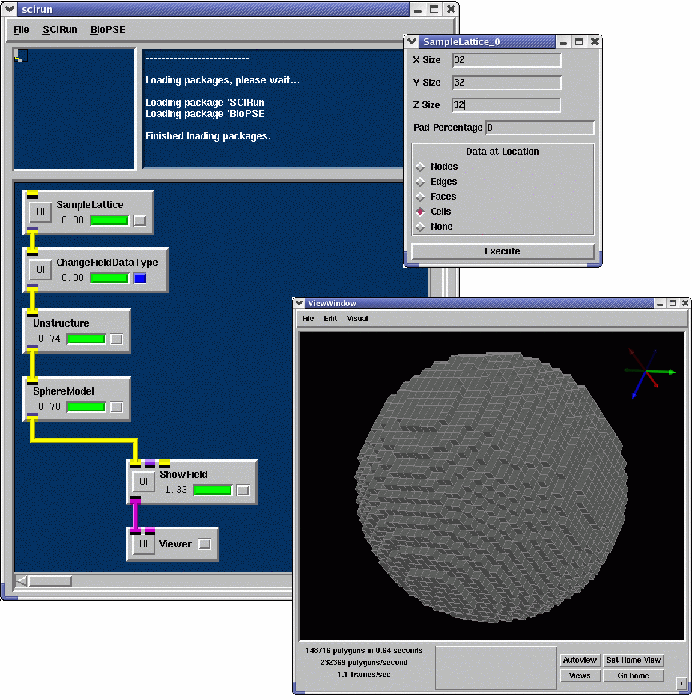 scirun
File SCIRun BioPSE
---------------------------
Loading packages, please wait...
Loading package 'SCIRun
Loading package 'BioPSE
Finished loading packages.
SampleLattice_0
X Size 32
Y Size 32
Z Size 32
Pad Percentage 0
Data at Location
Nodes
Edges
Faces
Cells
None
Execute
SampleLattice
UI 0.00
ChangeFieldDataType
UI 0.00
Unstructure
0.74
SphereModel
0.70
ShowField
UI 1.83
UI Viewer
ViewWindow
File Edit Visual
polygons in 0.64 seconds
232369 polygons/second
1.1 frames/sec
Autoview Set Home View
Views Go home